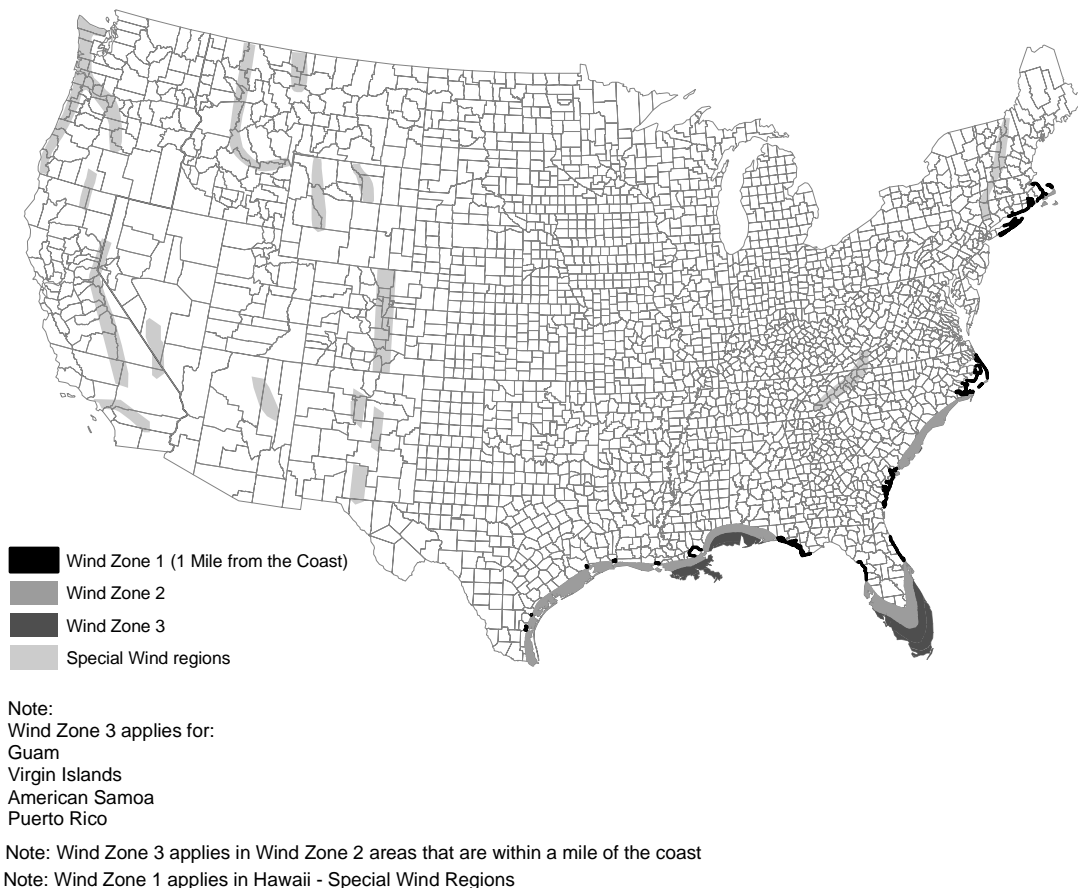 Wind Zone 1 (1 Mile from the Coast)
Wind Zone 2
Wind Zone 3
Special Wind regions
Note:
Wind Zone 3 applies for:
Guam
Virgin Islands
American Samoa
Puerto Rico
Note: Wind Zone 3 applies in Wind Zone 2 areas that are within a mile of the coast
Note: Wind Zone 1 applies in Hawaii - Special Wind Regions